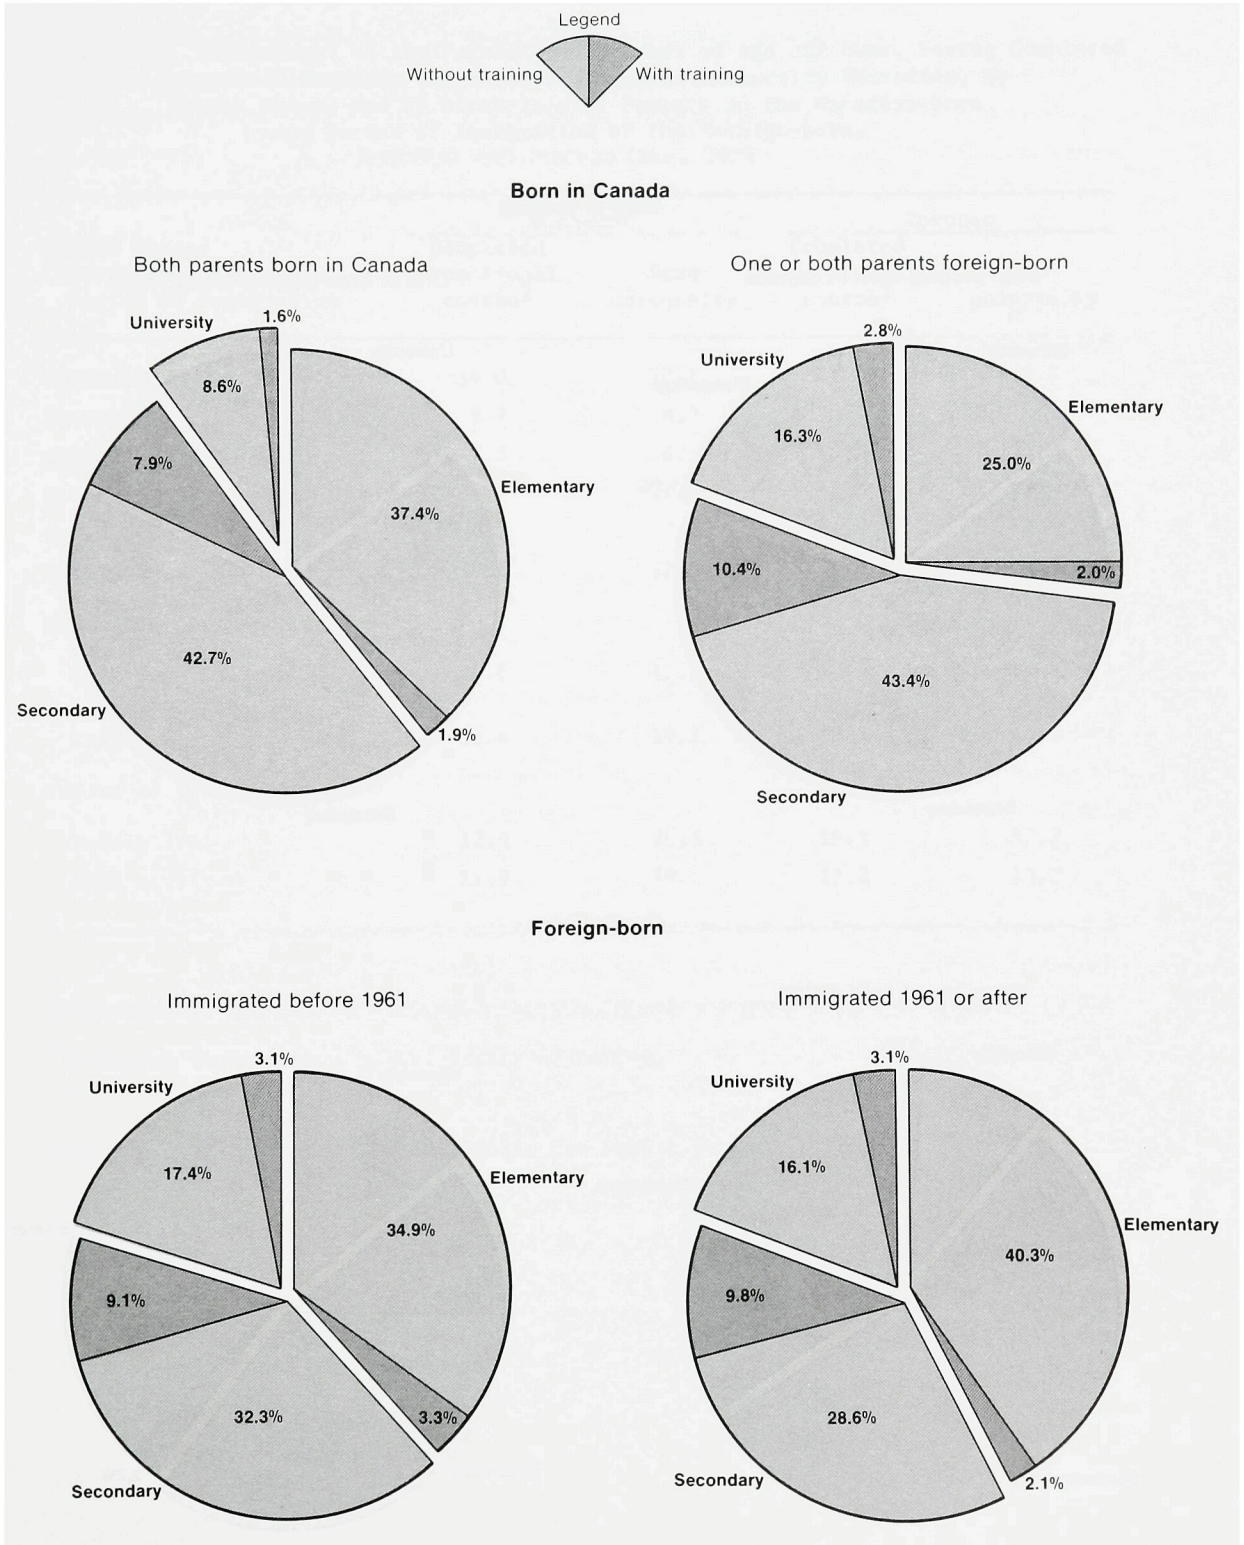 Legend
Without training
With training
Born in Canada
Both parents born in Canada
University
1.6%
8.6%
7.9%
Elementary
37.4%
42.7%
Secondary
1.9%
One or both parents foreign-born
2.8%
University
Elementary
16.3%
25.0%
10.4%
2.0%
43.4%
Secondary
Foreign-born
Immigrated before 1961
3.1%
University
17.4%
Elementary
34.9%
9.1%
32.3%
3.3%
Secondary
Immigrated 1961 or after
3.1%
University
16.1%
Elementary
40.3%
9.8%
28.6%
Secondary
2.1%